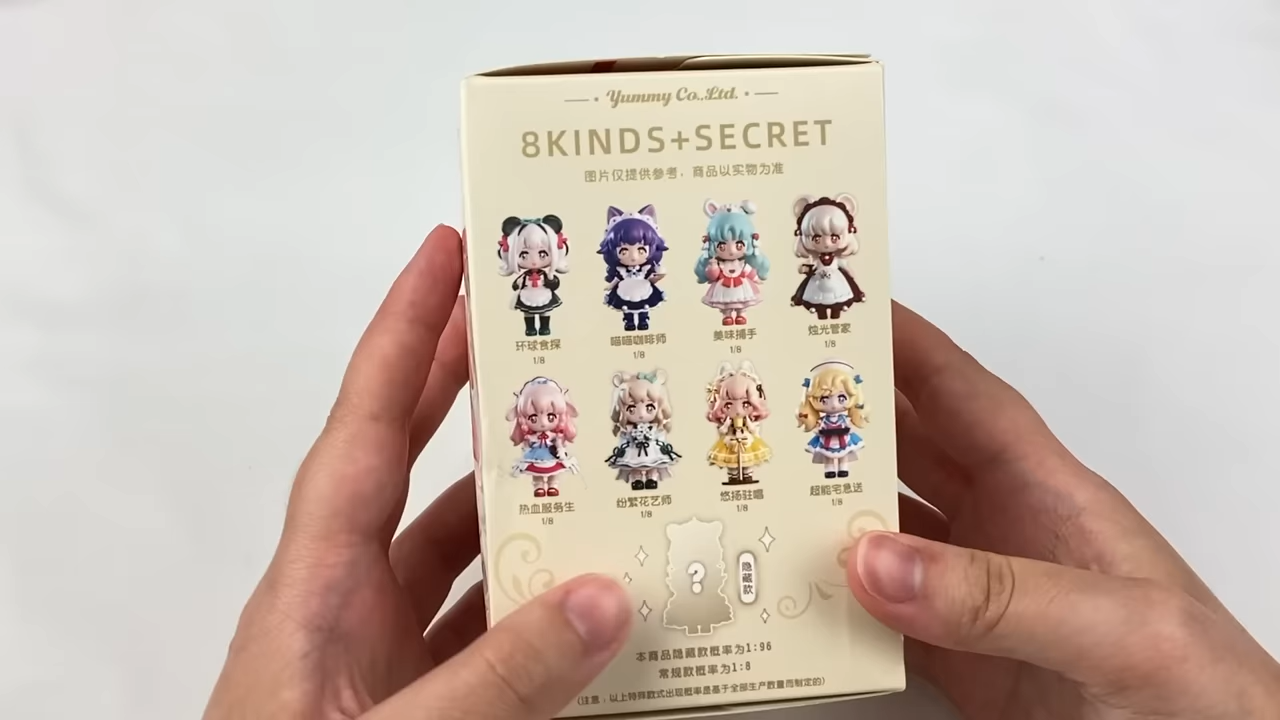 Yummy Co.,Ltd.
8KINDS+SECRET
图片仅提供参考，商品以实物为准
环球食探
1/8
喵喵咖啡师
1/8
美味捕手
1/8
烛光管家
1/8
热血服务生
1/8
纷繁花艺师
1/8
悠扬驻唱
1/8
超能宅急送
1/8
?
隐藏款
本商品隐藏款概率为1:96
常规款概率为1:8
(注意：以上特殊款式出现概率是基于全部生产数量而制定的)